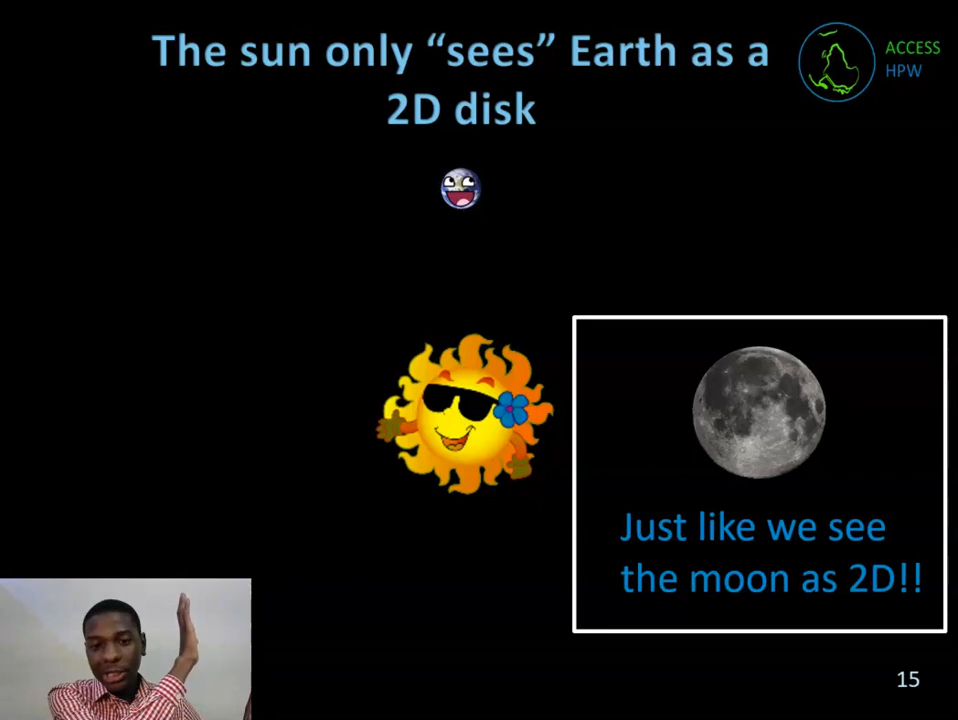 The sun only “sees” Earth as a
2D disk
ACCESS
HPW
Just like we see
the moon as 2D!!
15